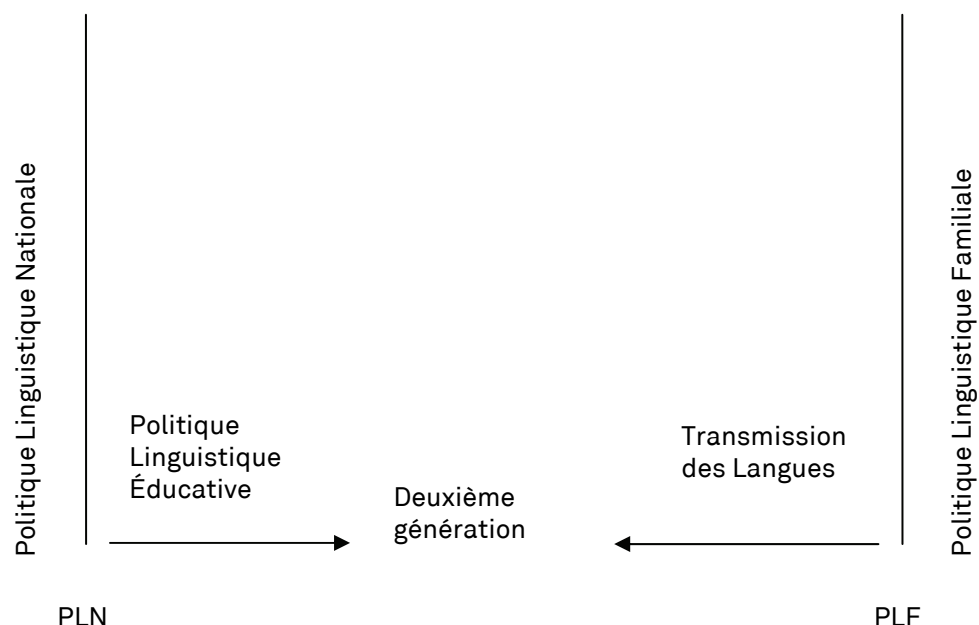 Politique Linguistique Nationale
Politique
Linguistique
Éducative
Deuxième
génération
Transmission
des Langues
Politique Linguistique Familiale
PLN
PLF